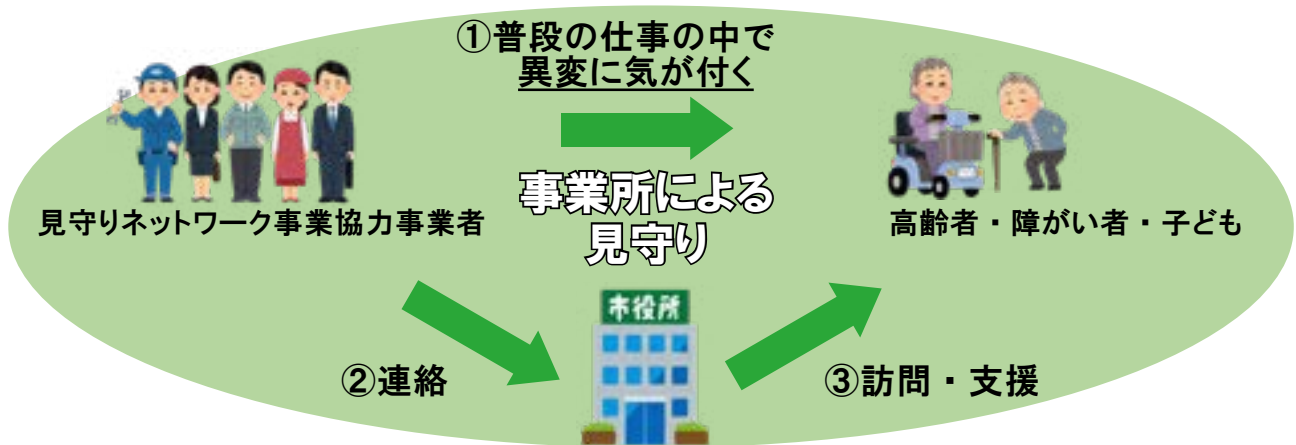 ①普段の仕事の中で
異変に気が付く
事業所による
見守り
見守りネットワーク事業協力事業者
高齢者・障がい者・子ども
市役所
②連絡
③訪問・支援